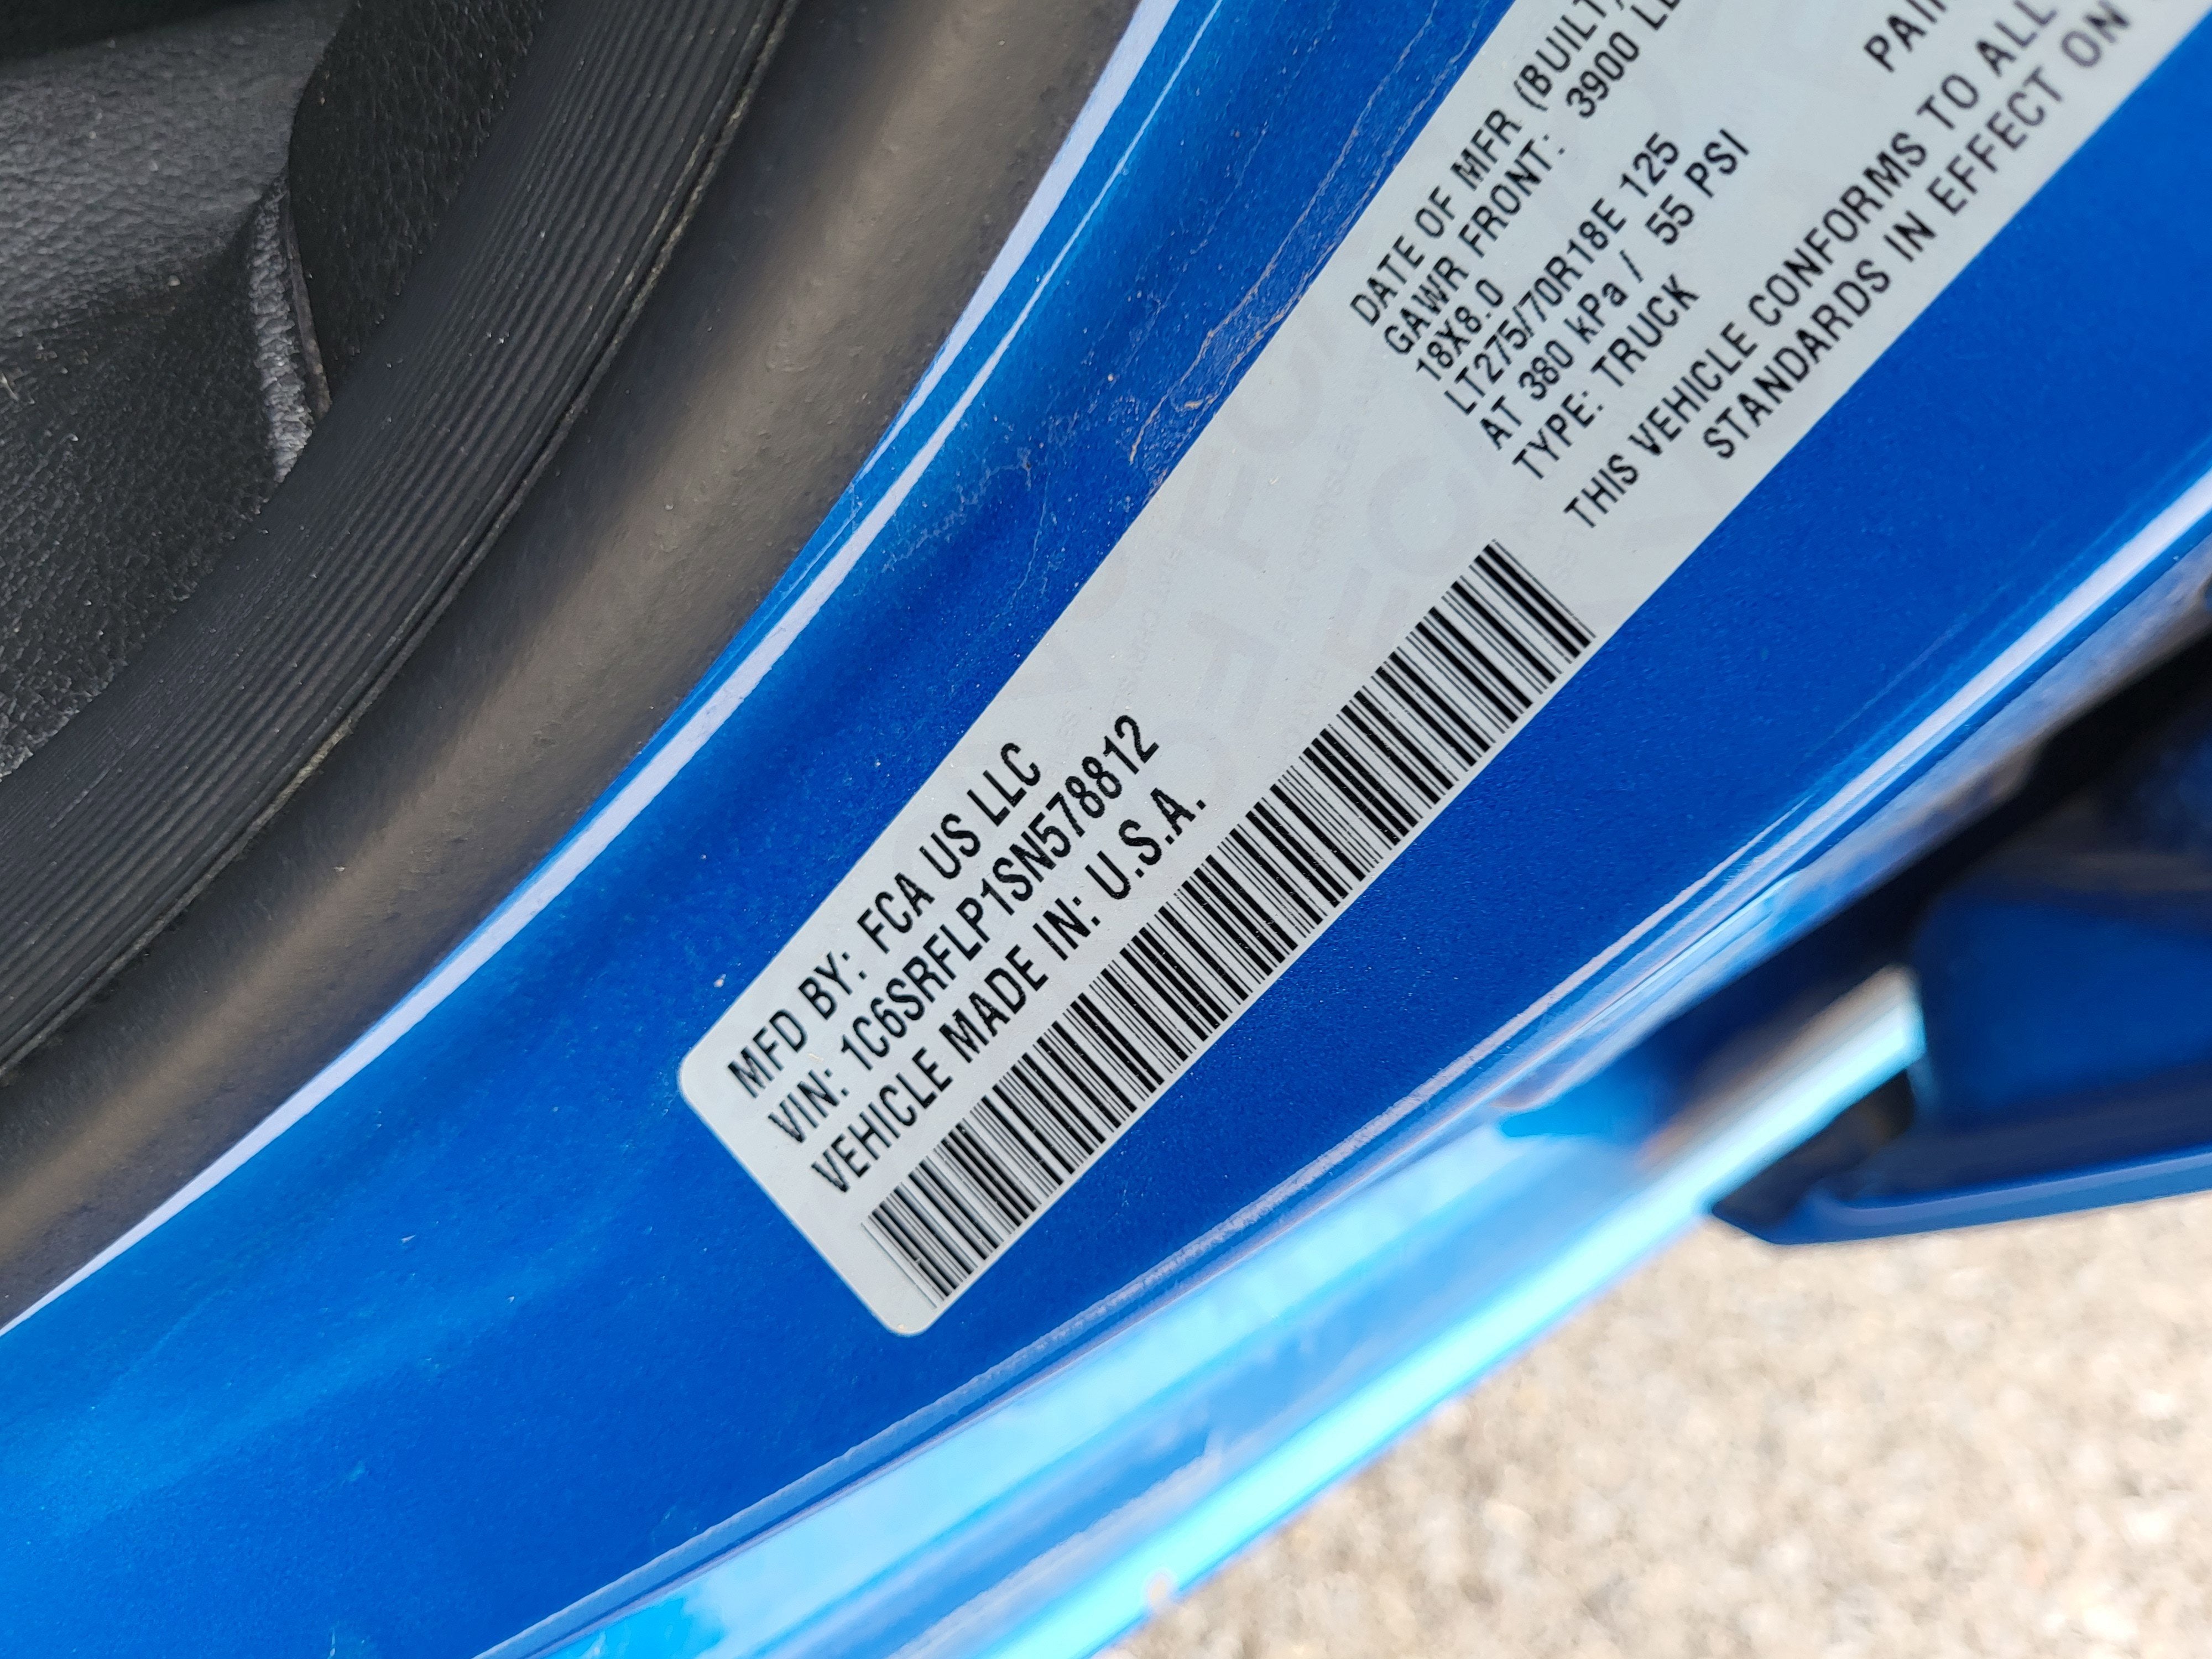 MFD BY: FCA US LLC
VIN: 1C6SRFLP1SN578812
VEHICLE MADE IN: U.S.A.
DATE OF MFR (BUILT)
GAWR FRONT: 3900
18X8.0
LT275/70R18E 125
AT 380 kPa / 55 PSI
TYPE: TRUCK
THIS VEHICLE CONFORMS TO ALL
STANDARDS IN EFFECT ON